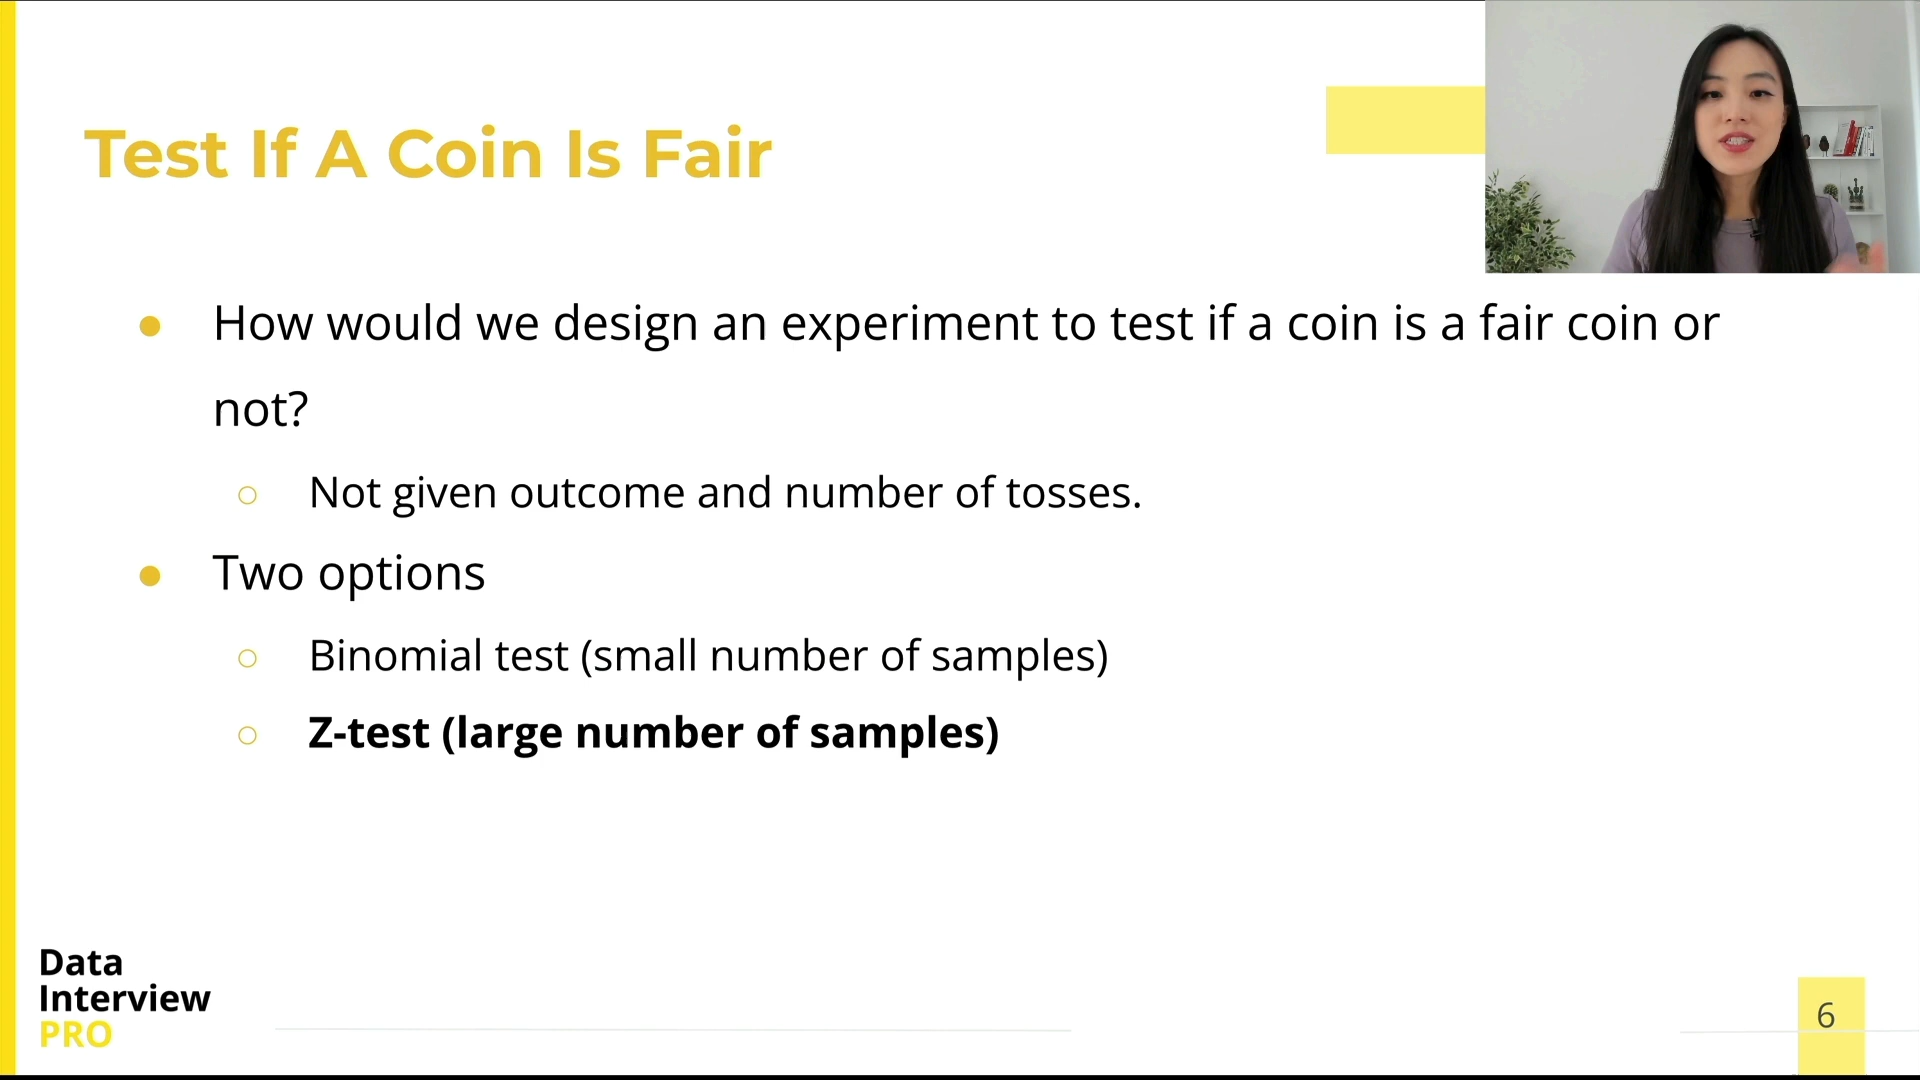 Test If A Coin Is Fair
● How would we design an experiment to test if a coin is a fair coin or
not?
○ Not given outcome and number of tosses.
● Two options
○ Binomial test (small number of samples)
○ Z-test (large number of samples)
Data
Interview
PRO
6